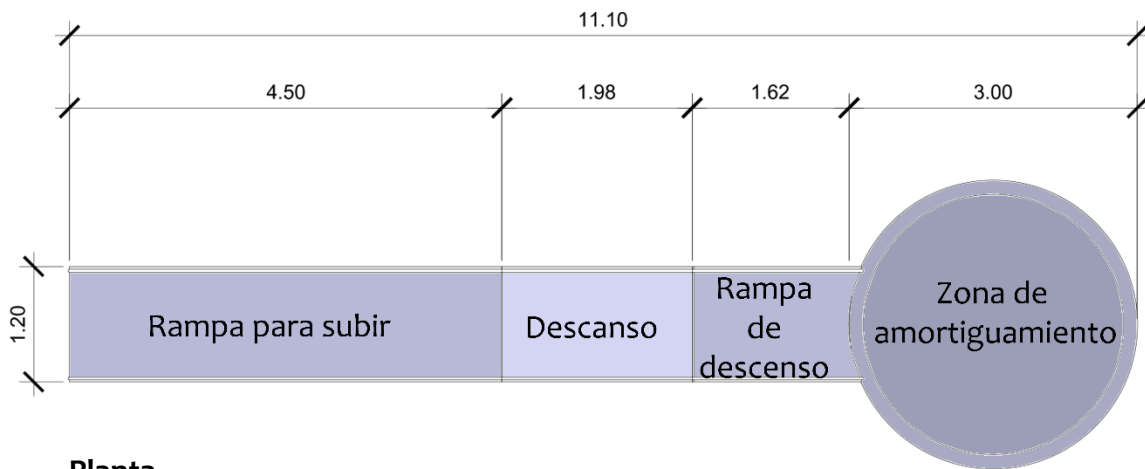 11.10
4.50
1.98
1.62
3.00
1.20
Rampa para subir
Descanso
Rampa
de
descenso
Zona de
amortiguamiento
Planta